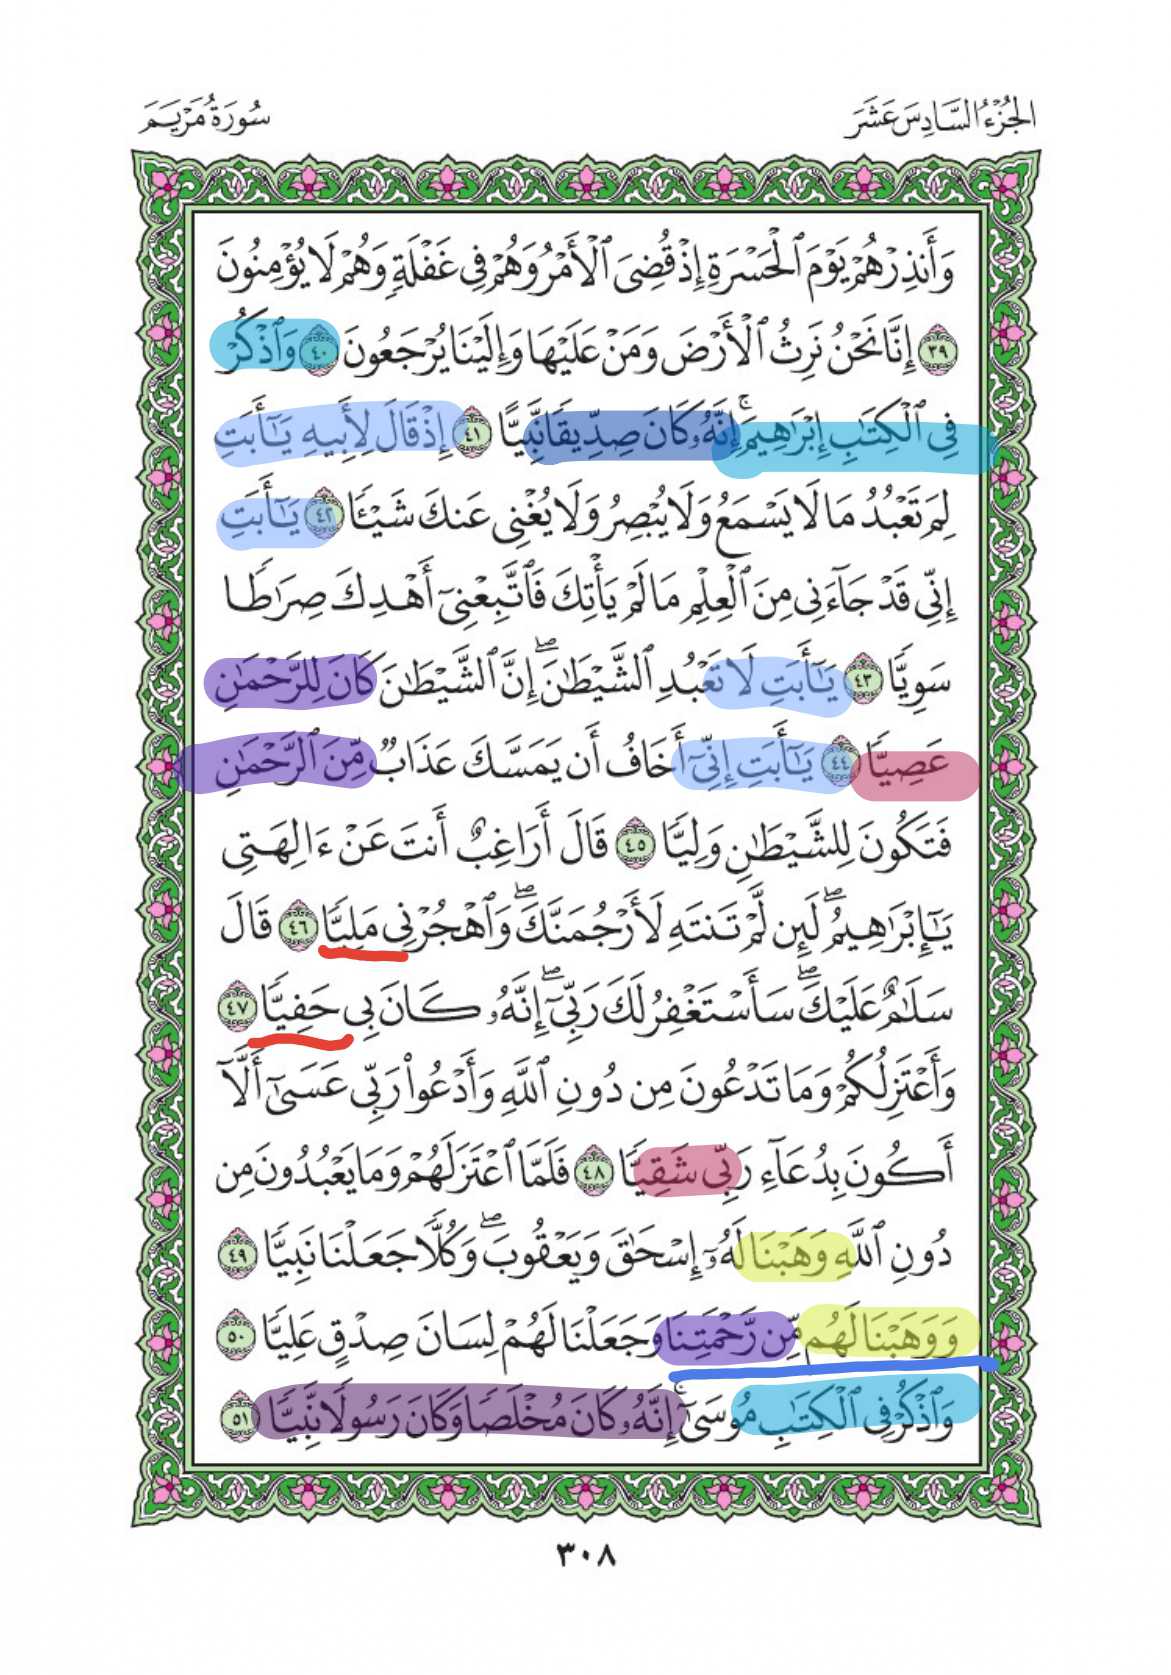 الجُزْءُ السَّادِسَ عَشَرَ
سُورَةُ مَرْيَمَ
وَأَنذِرْهُمْ يَوْمَ ٱلْحَسْرَةِ إِذْ قُضِىَ ٱلْأَمْرُ وَهُمْ فِى غَفْلَةٍ وَهُمْ لَا يُؤْمِنُونَ
٣٩ إِنَّا نَحْنُ نَرِثُ ٱلْأَرْضَ وَمَنْ عَلَيْهَا وَإِلَيْنَا يُرْجَعُونَ ٤٠ وَٱذْكُرْ
فِى ٱلْكِتَٰبِ إِبْرَٰهِيمَ ۚ إِنَّهُۥ كَانَ صِدِّيقًا نَّبِيًّا ٤١ إِذْ قَالَ لِأَبِيهِ يَٰٓأَبَتِ
لِمَ تَعْبُدُ مَا لَا يَسْمَعُ وَلَا يُبْصِرُ وَلَا يُغْنِى عَنكَ شَيْـًٔا ٤٢ يَٰٓأَبَتِ
إِنِّى قَدْ جَآءَنِى مِنَ ٱلْعِلْمِ مَا لَمْ يَأْتِكَ فَٱتَّبِعْنِىٓ أَهْدِكَ صِرَٰطًا
سَوِيًّا ٤٣ يَٰٓأَبَتِ لَا تَعْبُدِ ٱلشَّيْطَٰنَ ۖ إِنَّ ٱلشَّيْطَٰنَ كَانَ لِلرَّحْمَٰنِ
عَصِيًّا ٤٤ يَٰٓأَبَتِ إِنِّىٓ أَخَافُ أَن يَمَسَّكَ عَذَابٌ مِّنَ ٱلرَّحْمَٰنِ
فَتَكُونَ لِلشَّيْطَٰنِ وَلِيًّا ٤٥ قَالَ أَرَاغِبٌ أَنتَ عَنْ ءَالِهَتِى
يَٰٓإِبْرَٰهِيمُ ۖ لَئِن لَّمْ تَنتَهِ لَأَرْجُمَنَّكَ ۖ وَٱهْجُرْنِى مَلِيًّا ٤٦ قَالَ
سَلَٰمٌ عَلَيْكَ ۖ سَأَسْتَغْفِرُ لَكَ رَبِّىٓ ۖ إِنَّهُۥ كَانَ بِى حَفِيًّا ٤٧
وَأَعْتَزِلُكُمْ وَمَا تَدْعُونَ مِن دُونِ ٱللَّهِ وَأَدْعُوا۟ رَبِّى عَسَىٰٓ أَلَّآ
أَكُونَ بِدُعَآءِ رَبِّى شَقِيًّا ٤٨ فَلَمَّا ٱعْتَزَلَهُمْ وَمَا يَعْبُدُونَ مِن
دُونِ ٱللَّهِ وَهَبْنَا لَهُۥٓ إِسْحَٰقَ وَيَعْقُوبَ ۖ وَكُلًّا جَعَلْنَا نَبِيًّا ٤٩
وَوَهَبْنَا لَهُم مِّن رَّحْمَتِنَا وَجَعَلْنَا لَهُمْ لِسَانَ صِدْقٍ عَلِيًّا ٥٠
وَٱذْكُرْ فِى ٱلْكِتَٰبِ مُوسَىٰٓ ۚ إِنَّهُۥ كَانَ مُخْلَصًا وَكَانَ رَسُولًا نَّبِيًّا ٥١
٣٠٨